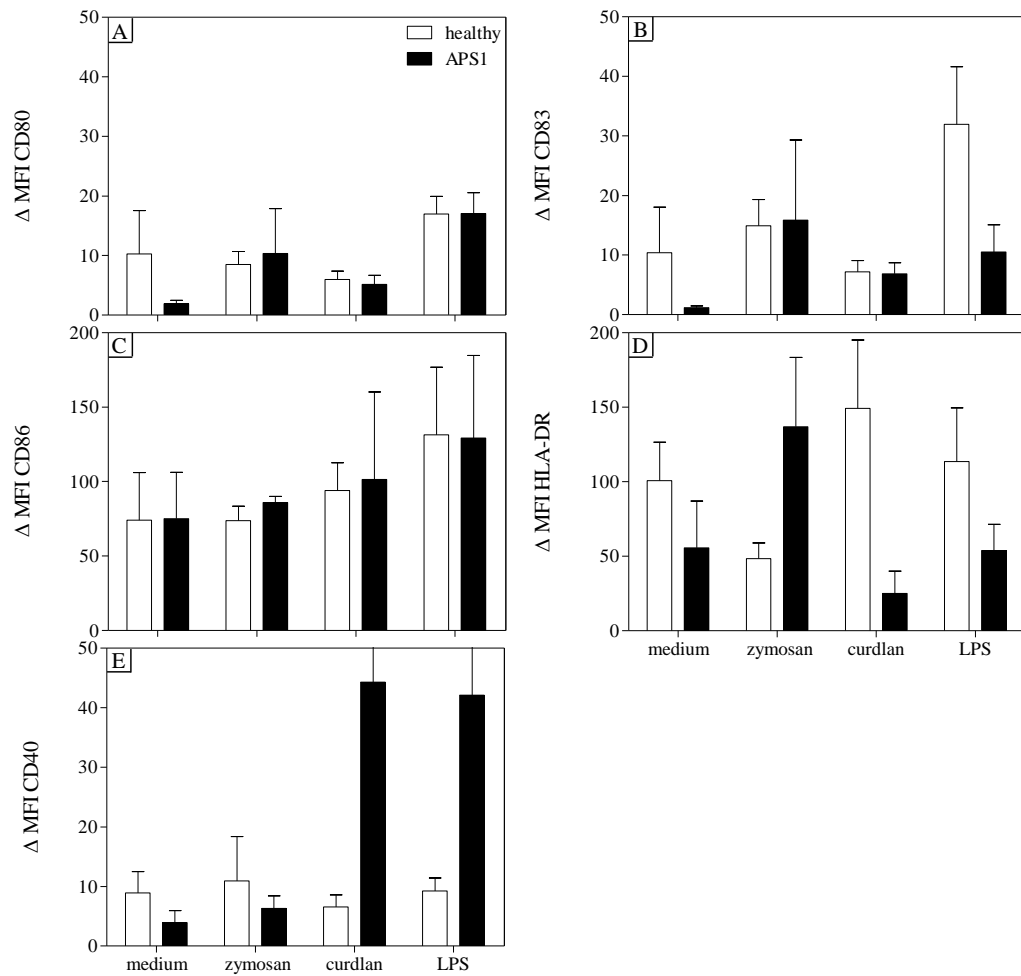 A
healthy
APS1
Δ MFI CD80
50
40
30
20
10
0
B
Δ MFI CD83
50
40
30
20
10
0
C
Δ MFI CD86
200
150
100
50
0
D
Δ MFI HLA-DR
200
150
100
50
0
medium zymosan curdlan LPS
E
Δ MFI CD40
50
40
30
20
10
0
medium zymosan curdlan LPS